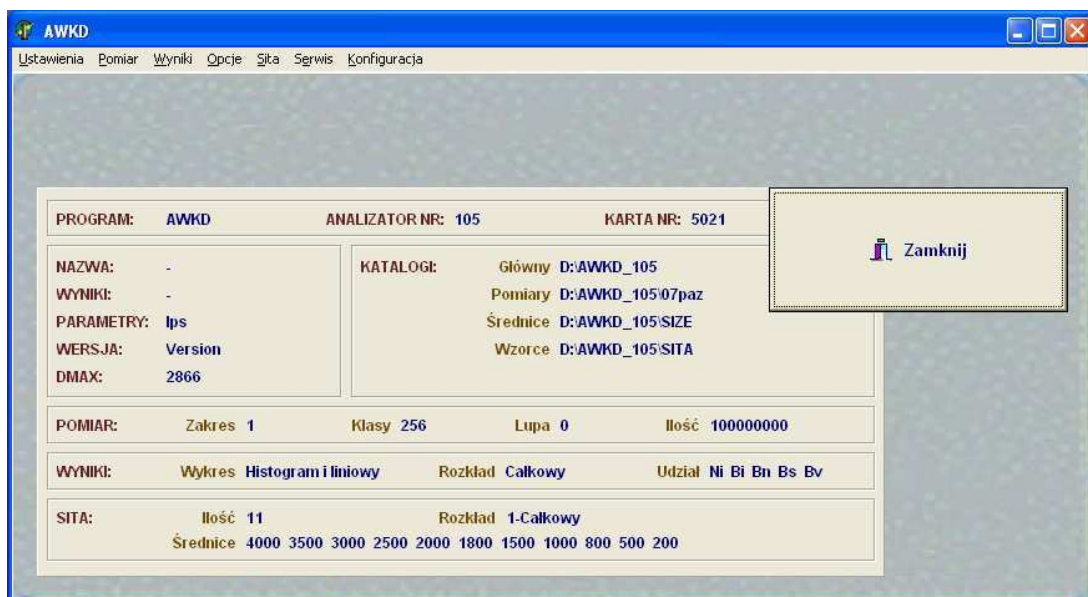 AWKD
Ustawienia Pomiar Wyniki Opcje Sita Serwis Konfiguracja
PROGRAM: AWKD ANALIZATOR NR: 105 KARTA NR: 5021
Zamknij
NAZWA: -
WYNIKI: -
PARAMETRY: lps
WERSJA: Version
DMAX: 2866
KATALOGI: Główny D:\AWKD_105
Pomiary D:\AWKD_105\07paz
Średnice D:\AWKD_105\SIZE
Wzorce D:\AWKD_105\SITA
POMIAR: Zakres 1 Klasy 256 Lupa 0 Ilość 100000000
WYNIKI: Wykres Histogram i liniowy Rozkład Całkowy Udział Ni Bi Bn Bs Bv
SITA: Ilość 11 Rozkład 1-Całkowy
Średnice 4000 3500 3000 2500 2000 1800 1500 1000 800 500 200